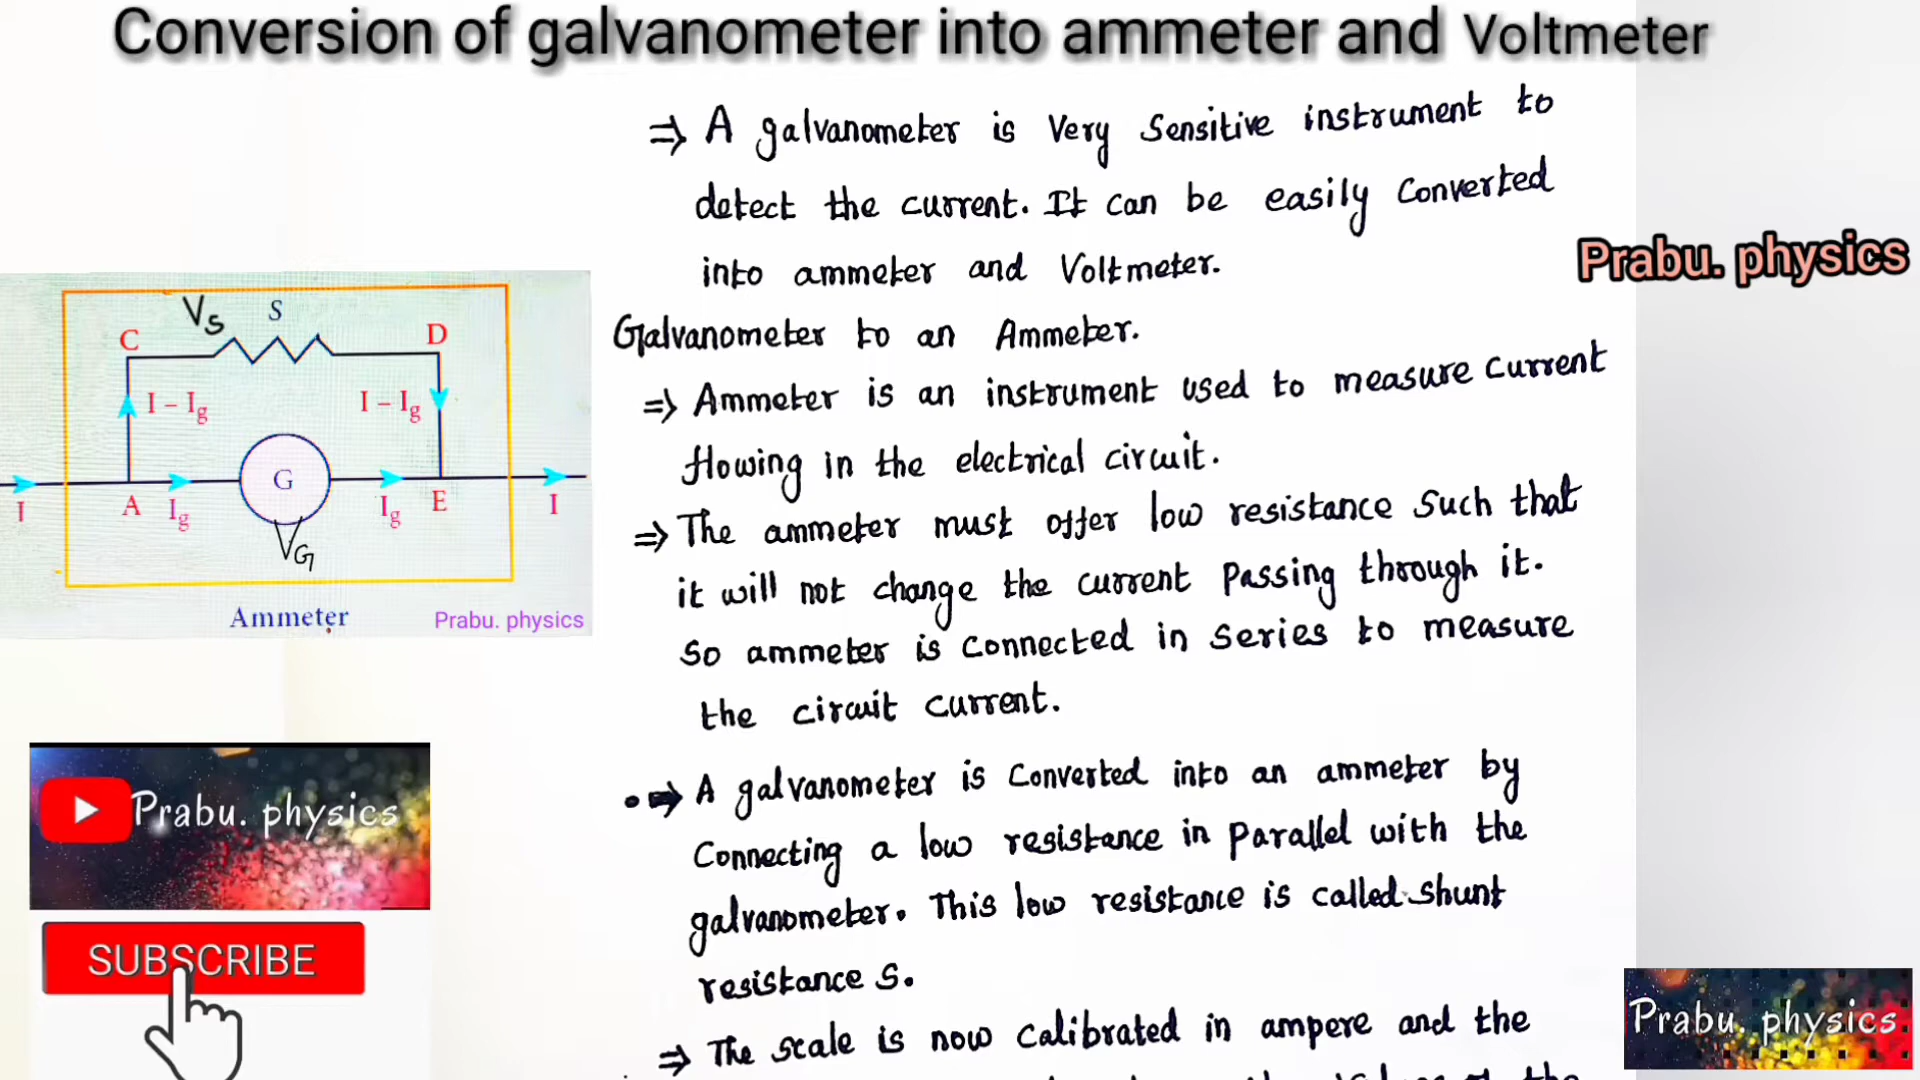 Conversion of galvanometer into ammeter and Voltmeter
⇒ A galvanometer is Very Sensitive instrument to
detect the current. It can be easily Converted
into ammeter and Voltmeter.
Prabu. physics
Galvanometer to an Ammeter.
⇒ Ammeter is an instrument used to measure current
flowing in the electrical circuit.
⇒ The ammeter must offer low resistance Such that
it will not change the current Passing through it.
So ammeter is Connected in Series to measure
the circuit current.
• ⇒ A galvanometer is Converted into an ammeter by
Connecting a low resistance in Parallel with the
galvanometer. This low resistance is called shunt
resistance S.
⇒ The scale is now calibrated in ampere and the
VS S
C D
I – Ig I – Ig
G
I A Ig Ig E I
VG
Ammeter Prabu. physics
Prabu. physics
SUBSCRIBE
Prabu. physics